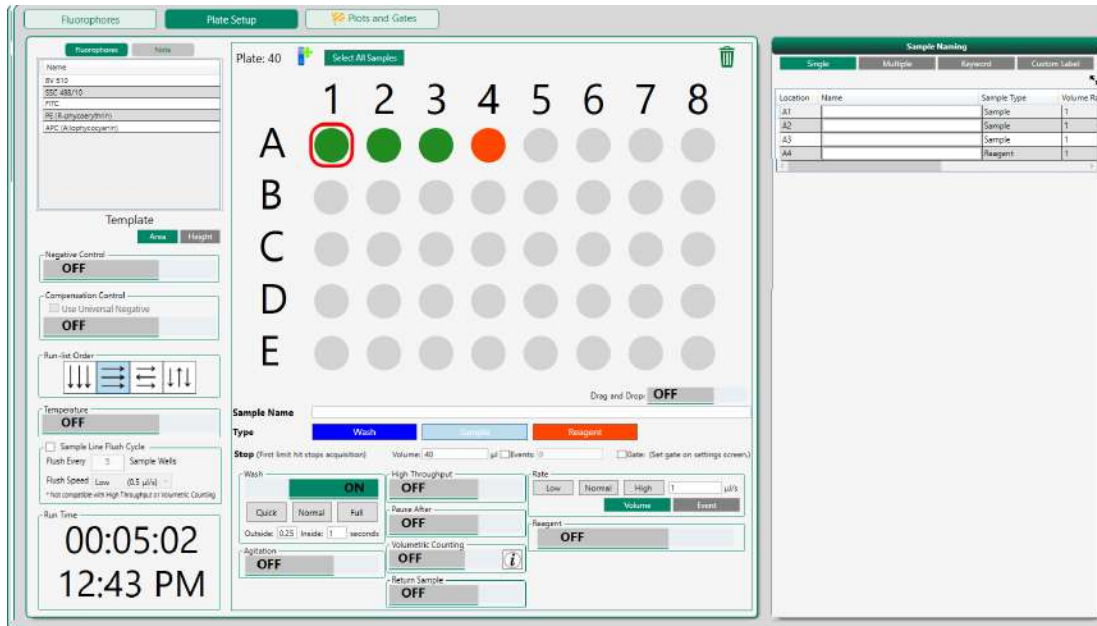 Fluorophores
Plate Setup
Plots and Gates
Fluorophores
Note
Name
BV 510
SSC 488/10
FITC
PE (R-phycoerythrin)
APC (Allophycocyanin)
Template
Area
Height
Negative Control
OFF
Compensation Control
Use Universal Negative
OFF
Run-list Order
Temperature
OFF
Sample Line Flush Cycle
Flush Every 5 Sample Wells
Flush Speed Low (0.5 µl/s)
* Not compatible with High Throughput or Volumetric Counting
Run Time
00:05:02
12:43 PM
Plate: 40
Select All Samples
1 2 3 4 5 6 7 8
A
B
C
D
E
Drag and Drop: OFF
Sample Name
Type Wash Sample Reagent
Stop (First limit hit stops acquisition) Volume: 40 µl Events: 0 Gate: (Set gate on settings screen.)
Wash
ON
Quick Normal Full
Outside: 0.25 Inside: 1 seconds
Agitation
OFF
High Throughput
OFF
Pause After
OFF
Volumetric Counting
OFF i
Return Sample
OFF
Rate
Low Normal High 1 µl/s
Volume Event
Reagent
OFF
Sample Naming
Single Multiple Keyword Custom Label
Location Name Sample Type Volume Ra
A1 Sample 1
A2 Sample 1
A3 Sample 1
A4 Reagent 1